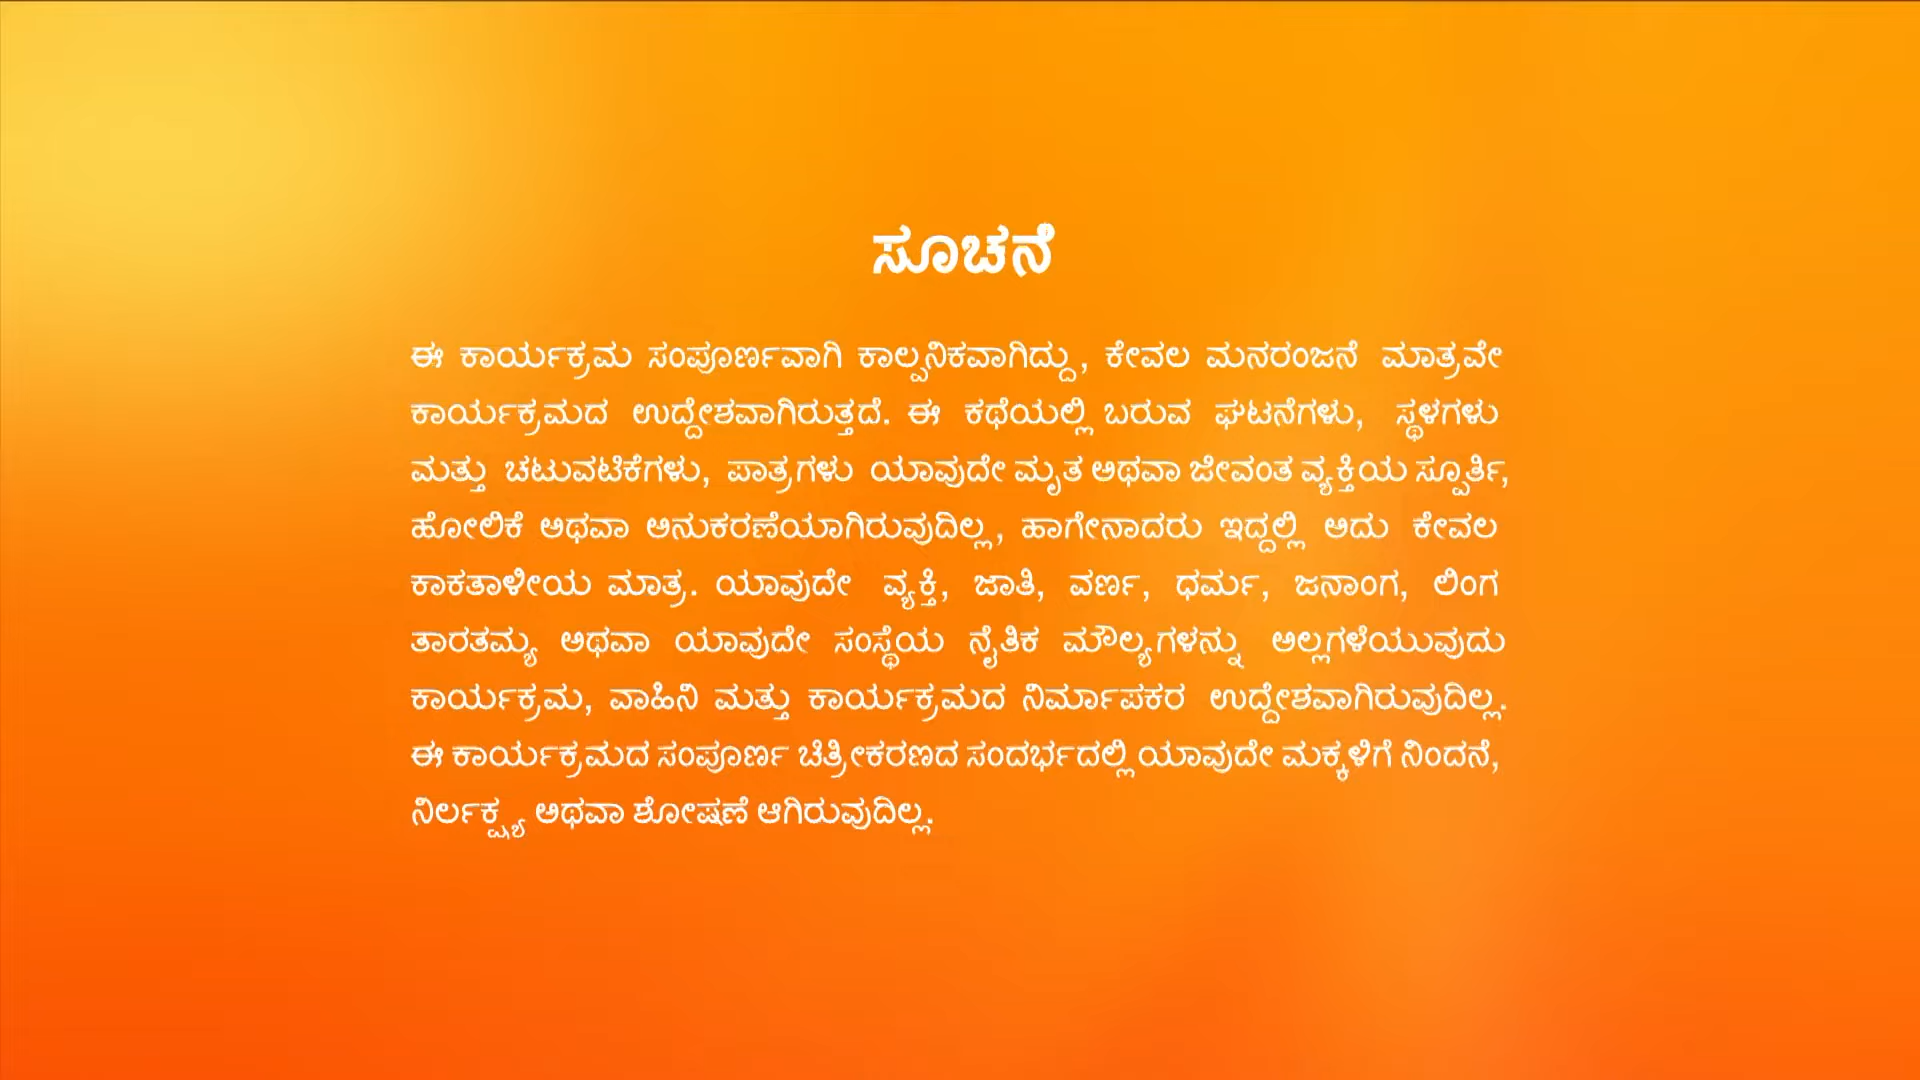 ಸೂಚನೆ
ಈ ಕಾರ್ಯಕ್ರಮ ಸಂಪೂರ್ಣವಾಗಿ ಕಾಲ್ಪನಿಕವಾಗಿದ್ದು, ಕೇವಲ ಮನರಂಜನೆ ಮಾತ್ರವೇ
ಕಾರ್ಯಕ್ರಮದ ಉದ್ದೇಶವಾಗಿರುತ್ತದೆ. ಈ ಕಥೆಯಲ್ಲಿ ಬರುವ ಘಟನೆಗಳು, ಸ್ಥಳಗಳು
ಮತ್ತು ಚಟುವಟಿಕೆಗಳು, ಪಾತ್ರಗಳು ಯಾವುದೇ ಮೃತ ಅಥವಾ ಜೀವಂತ ವ್ಯಕ್ತಿಯ ಸ್ಪೂರ್ತಿ,
ಹೋಲಿಕೆ ಅಥವಾ ಅನುಕರಣೆಯಾಗಿರುವುದಿಲ್ಲ, ಹಾಗೇನಾದರು ಇದ್ದಲ್ಲಿ ಅದು ಕೇವಲ
ಕಾಕತಾಳೀಯ ಮಾತ್ರ. ಯಾವುದೇ ವ್ಯಕ್ತಿ, ಜಾತಿ, ವರ್ಣ, ಧರ್ಮ, ಜನಾಂಗ, ಲಿಂಗ
ತಾರತಮ್ಯ ಅಥವಾ ಯಾವುದೇ ಸಂಸ್ಥೆಯ ನೈತಿಕ ಮೌಲ್ಯಗಳನ್ನು ಅಲ್ಲಗಳೆಯುವುದು
ಕಾರ್ಯಕ್ರಮ, ವಾಹಿನಿ ಮತ್ತು ಕಾರ್ಯಕ್ರಮದ ನಿರ್ಮಾಪಕರ ಉದ್ದೇಶವಾಗಿರುವುದಿಲ್ಲ.
ಈ ಕಾರ್ಯಕ್ರಮದ ಸಂಪೂರ್ಣ ಚಿತ್ರೀಕರಣದ ಸಂದರ್ಭದಲ್ಲಿ ಯಾವುದೇ ಮಕ್ಕಳಿಗೆ ನಿಂದನೆ,
ನಿರ್ಲಕ್ಷ್ಯ ಅಥವಾ ಶೋಷಣೆ ಆಗಿರುವುದಿಲ್ಲ.